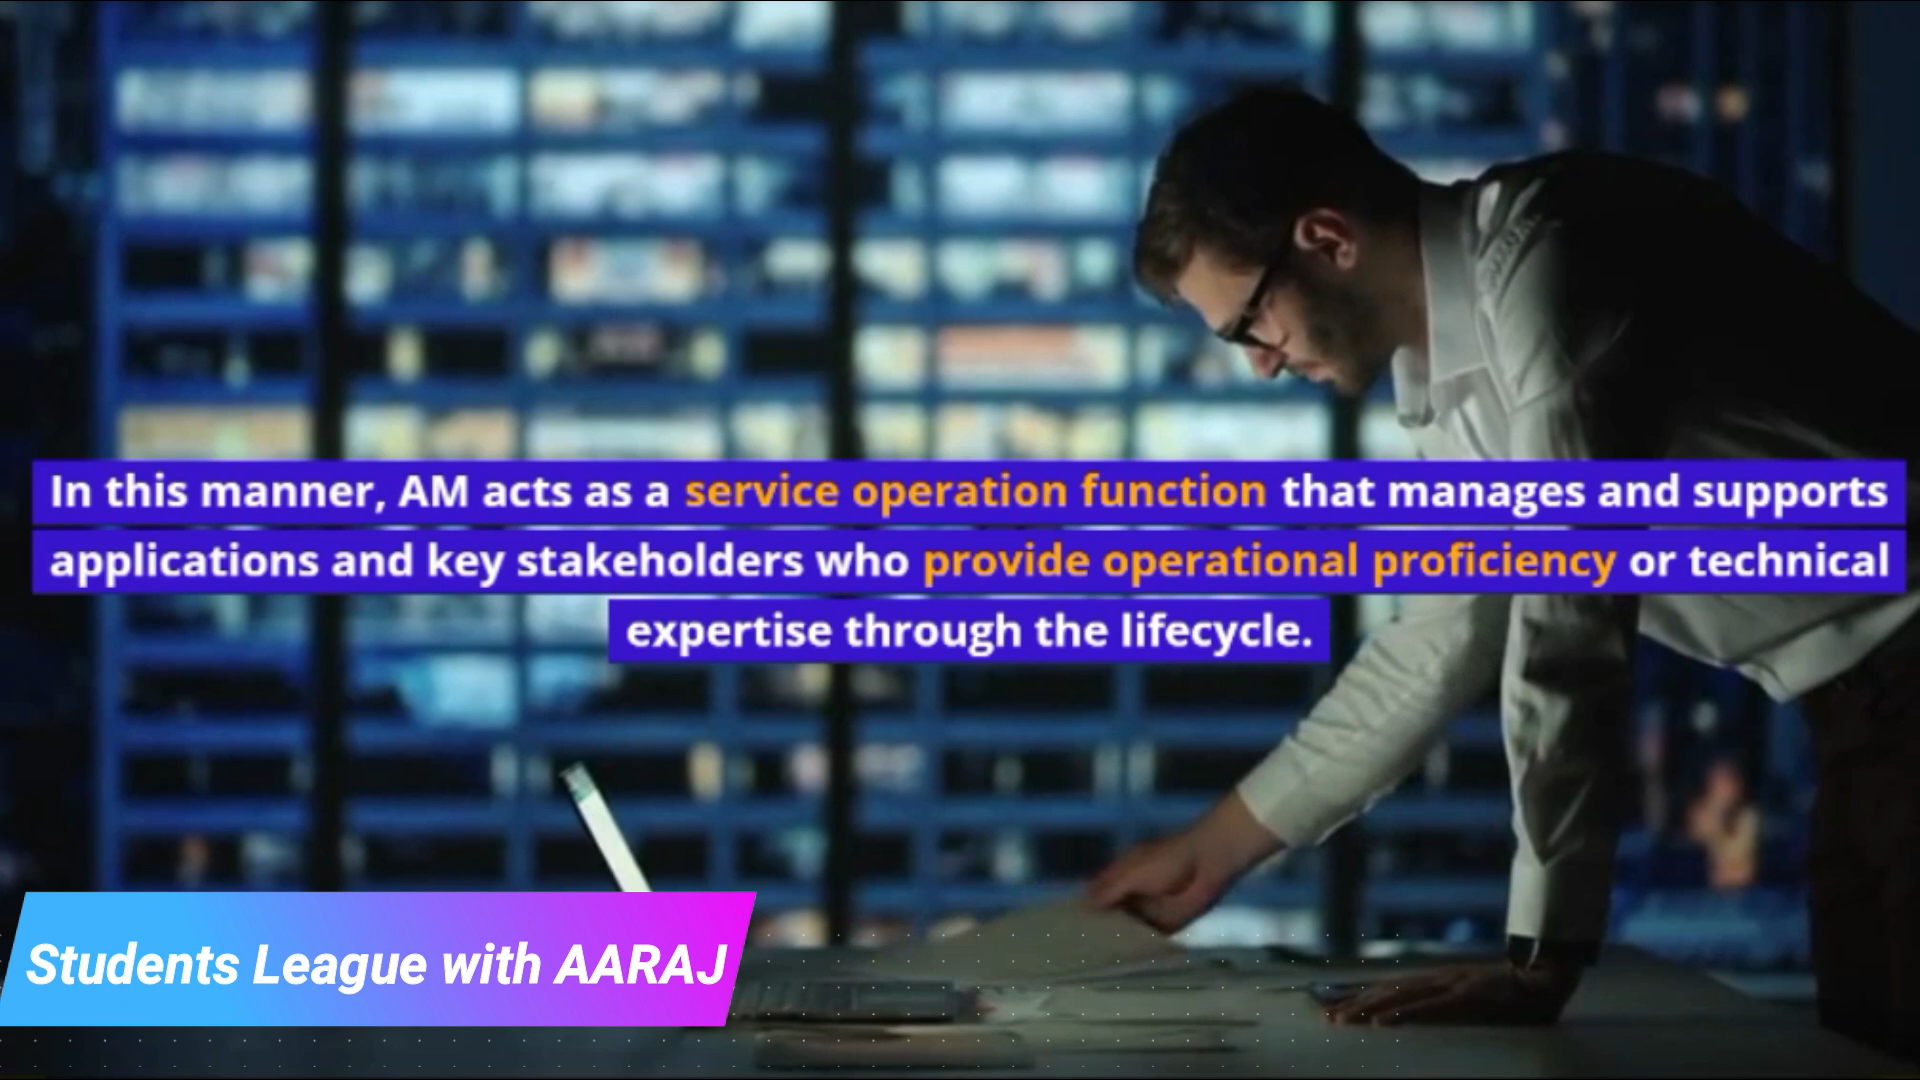 In this manner, AM acts as a service operation function that manages and supports
applications and key stakeholders who provide operational proficiency or technical
expertise through the lifecycle.
Students League with AARAJ